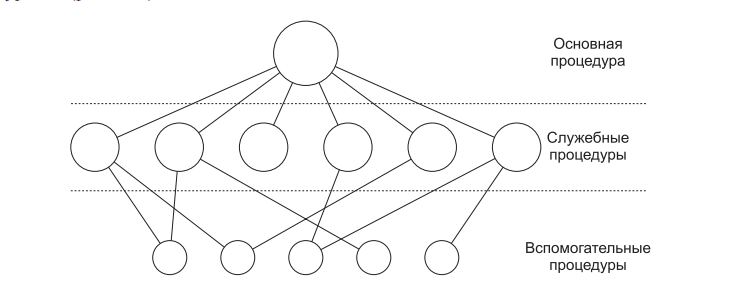 Основная
процедура
Служебные
процедуры
Вспомогательные
процедуры